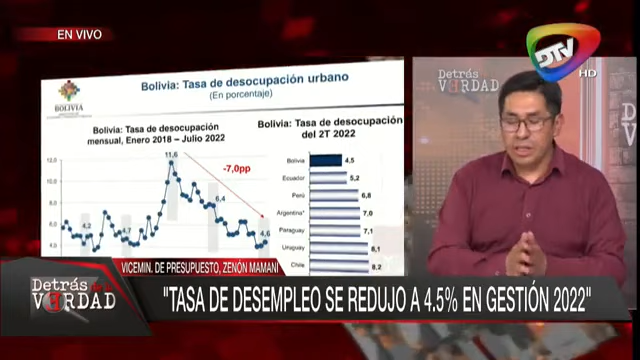 EN VIVO
DTV
HD
BOLIVIA
Bolivia: Tasa de desocupación urbano
(En porcentaje)
Bolivia: Tasa de desocupación
mensual, Enero 2018 – Julio 2022
12,0
10,0
8,0
6,0
4,0
4,2
4,7
11,6
6,4
4,6
-7,0pp
Bolivia: Tasa de desocupación
del 2T 2022
Bolivia 4,5
Ecuador 5,2
Perú 6,8
Argentina* 7,0
Paraguay 7,1
Uruguay 8,1
Chile 8,2
Detrás
VERDAD
VICEMIN. DE PRESUPUESTO, ZENÓN MAMANI
Detrás de la
VERDAD
"TASA DE DESEMPLEO SE REDUJO A 4.5% EN GESTIÓN 2022"